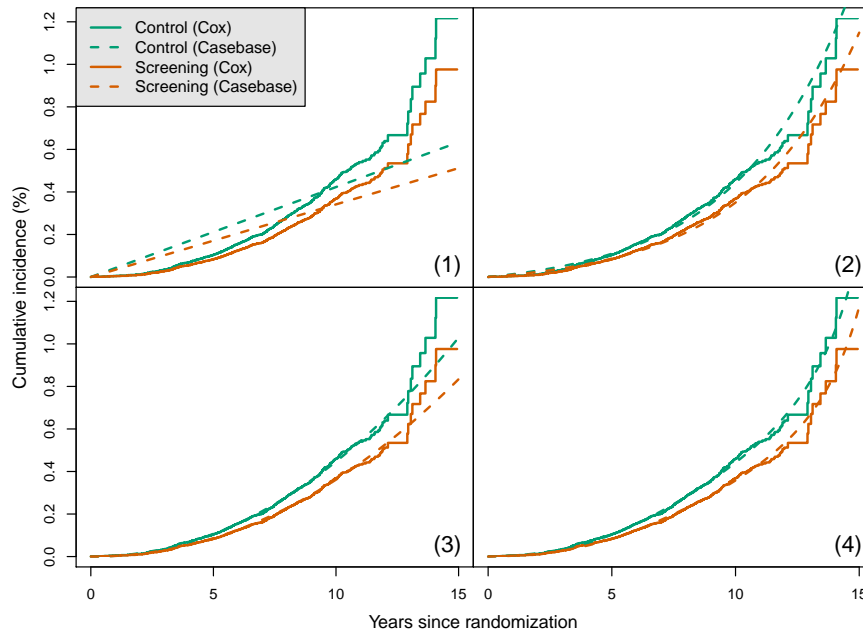 Control (Cox)
Control (Casebase)
Screening (Cox)
Screening (Casebase)
1.2
1.0
0.8
0.6
0.4
0.2
0.0
(1)
(2)
1.2
1.0
0.8
0.6
0.4
0.2
0.0
(3)
(4)
Cumulative incidence (%)
0 5 10 15 0 5 10 15
Years since randomization